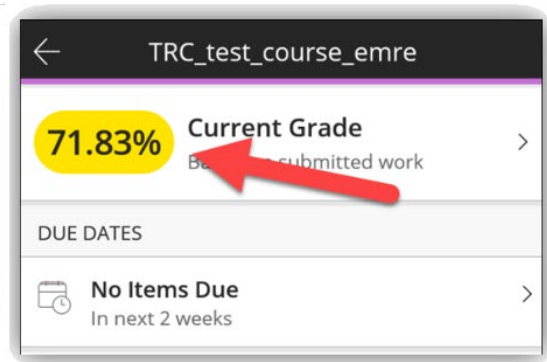 TRC_test_course_emre
71.83%
Current Grade
submitted work
DUE DATES
No Items Due
In next 2 weeks